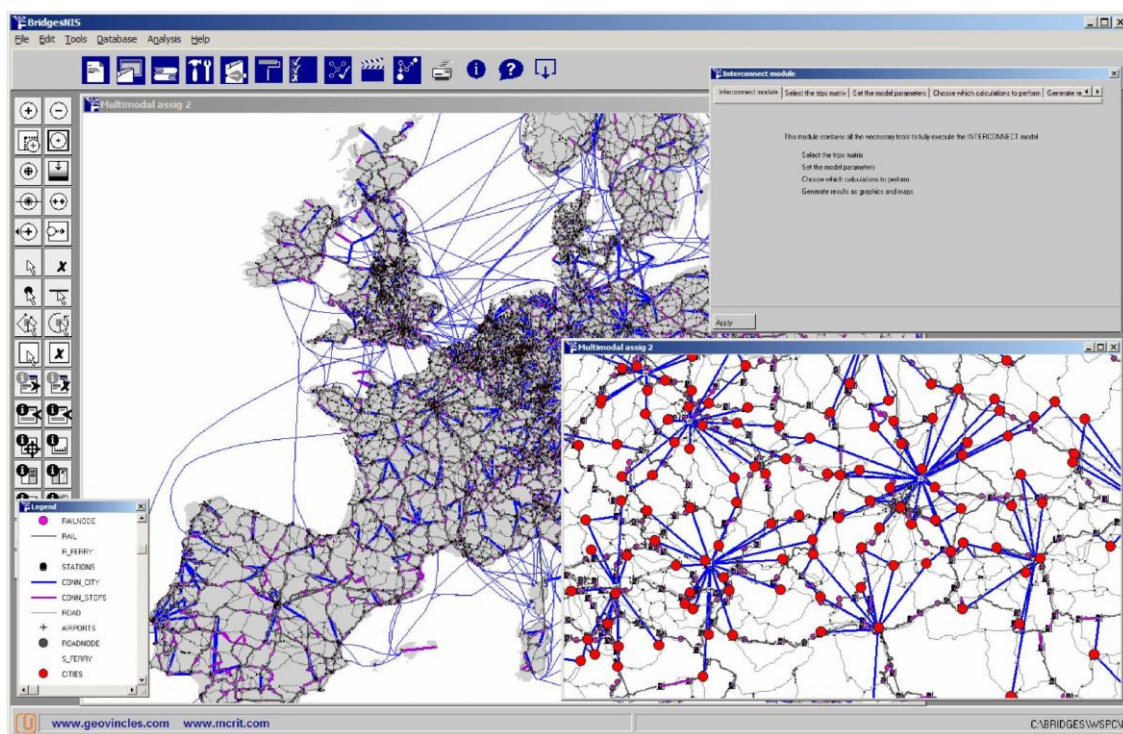 BridgesNIS
File Edit Tools Database Analysis Help
Multimodal assig 2
Interconnect module
Interconnect module Select the trips matrix Set the model parameters Choose which calculations to perform Generate re
This module contains all the necessary tools to fully execute the INTERCONNECT model
Select the trips matrix
Set the model parameters
Choose which calculations to perform
Generate results as graphics and maps
Apply
Multimodal assig 2
Legend
RAILNODE
RAIL
R_FERRY
STATIONS
CONN_CITY
CONN_STOPS
ROAD
AIRPORTS
ROADNODE
S_FERRY
CITIES
www.geovincles.com www.mcrit.com
C:\BRIDGES\WSPCV